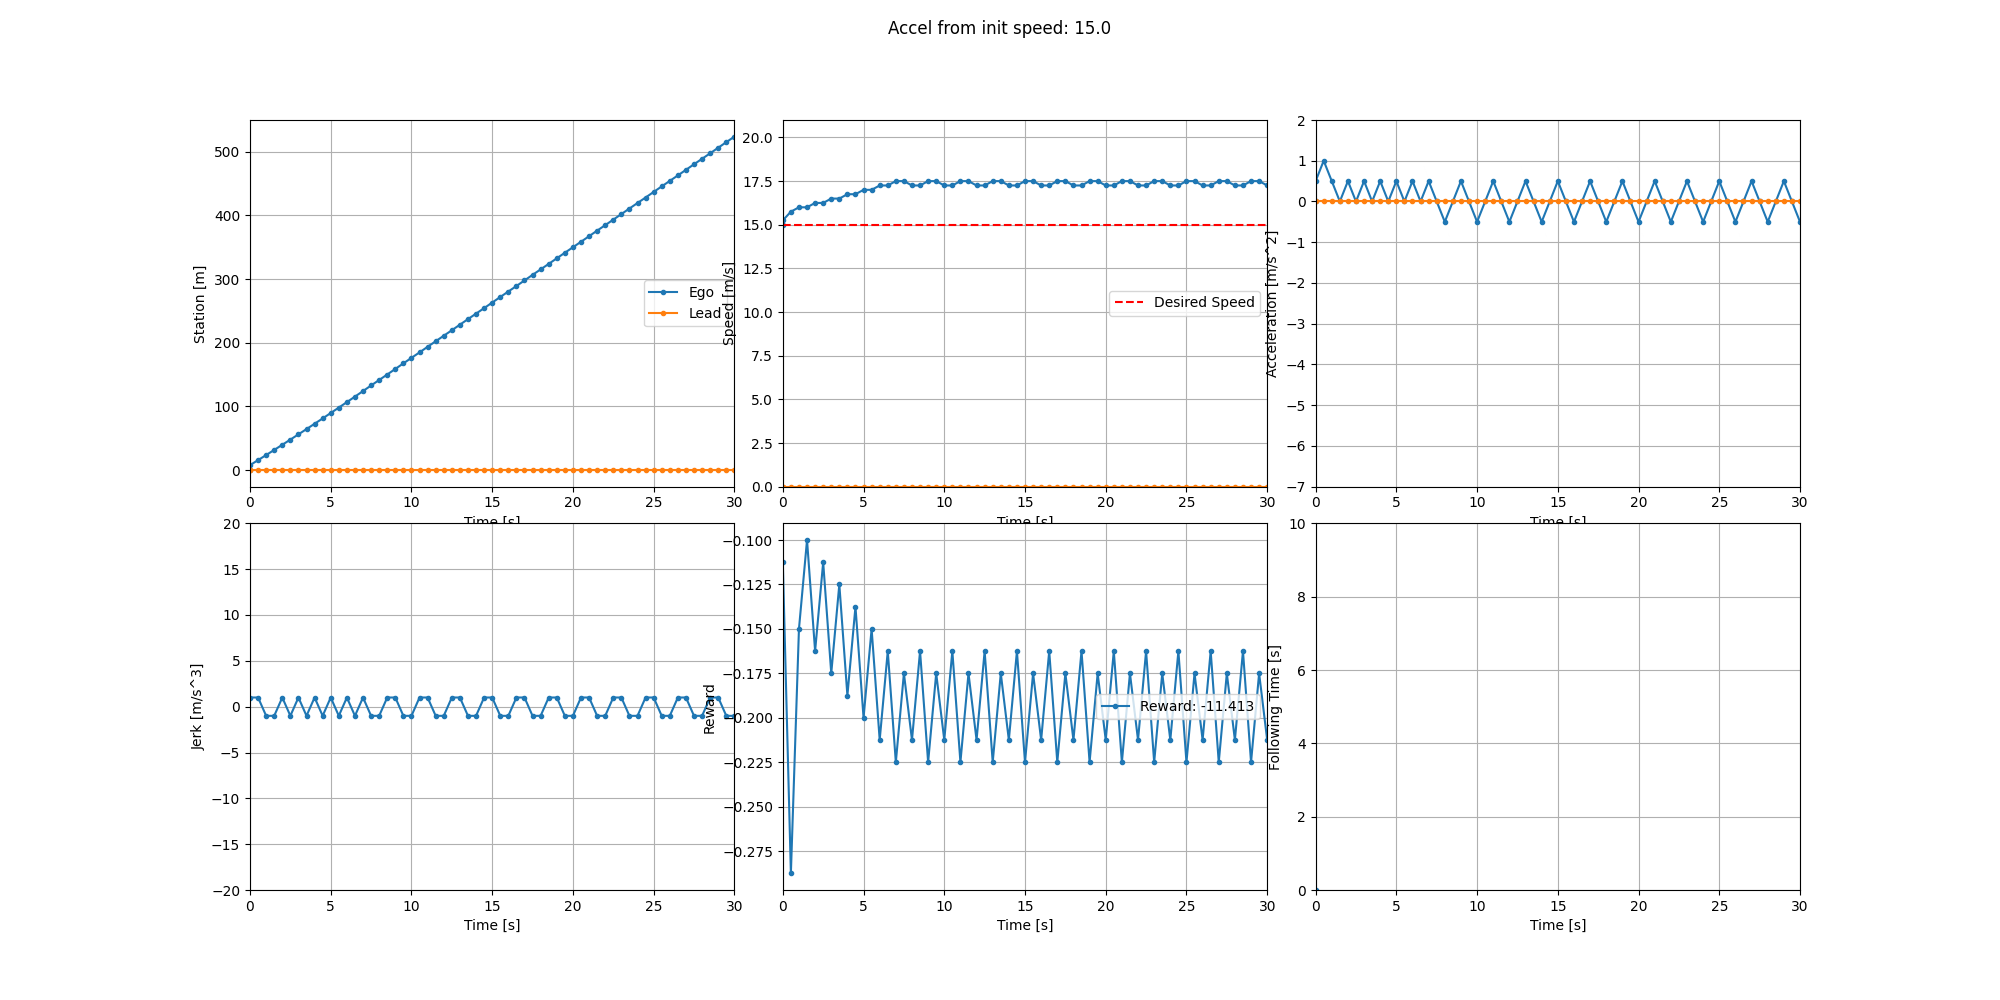 Accel from init speed: 15.0
Station [m]
500
400
300
200
100
0
0 5 10 15 20 25 30
Time [s]
Ego
Lead
Speed [m/s]
20.0
17.5
15.0
12.5
10.0
7.5
5.0
2.5
0.0
0 5 10 15 20 25 30
Time [s]
Desired Speed
Acceleration [m/s^2]
2
1
0
−1
−2
−3
−4
−5
−6
−7
0 5 10 15 20 25 30
Time [s]
Jerk [m/s^3]
20
15
10
5
0
−5
−10
−15
−20
0 5 10 15 20 25 30
Time [s]
Reward
−0.100
−0.125
−0.150
−0.175
−0.200
−0.225
−0.250
−0.275
0 5 10 15 20 25 30
Time [s]
Reward: -11.413
Following Time [s]
10
8
6
4
2
0
0 5 10 15 20 25 30
Time [s]